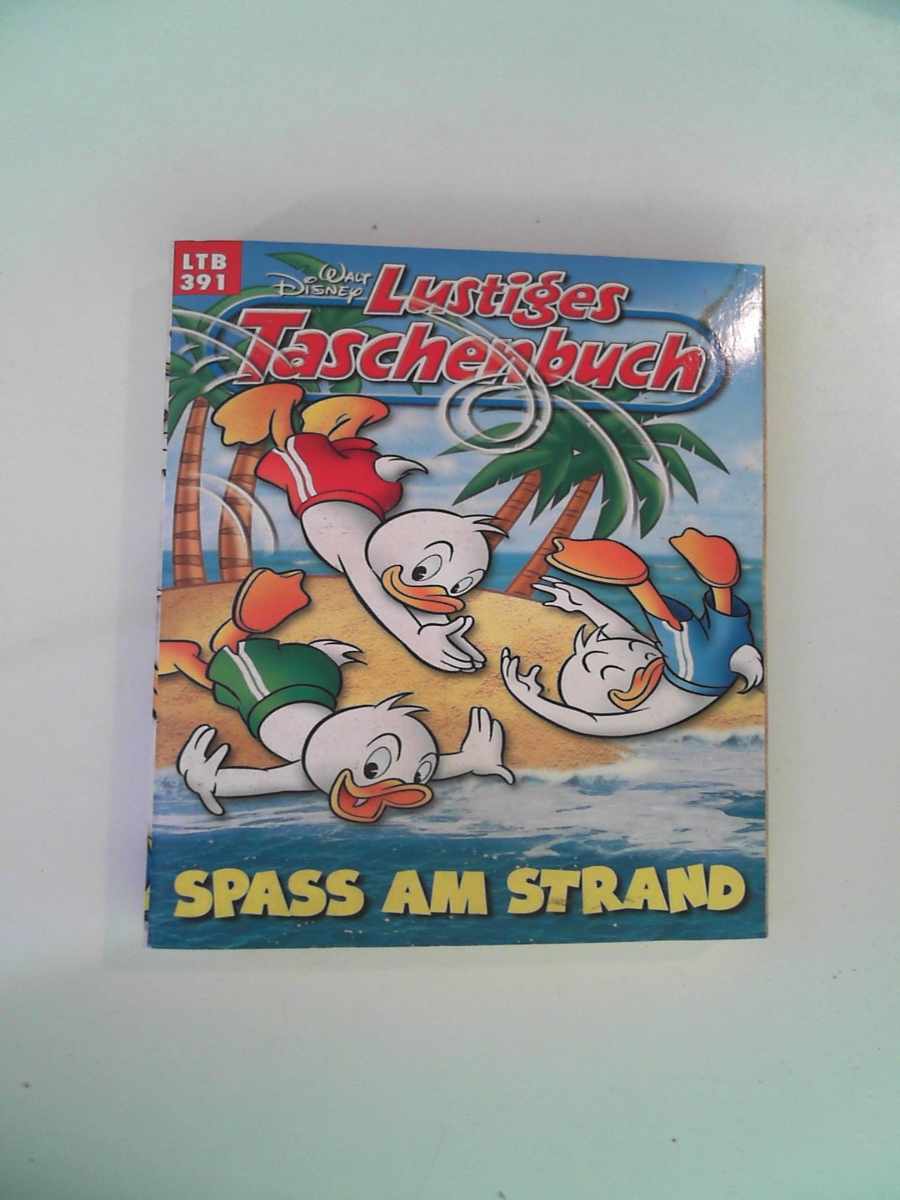 LTB
391
WALT
DISNEY
Lustiges
Taschenbuch
SPASS AM STRAND